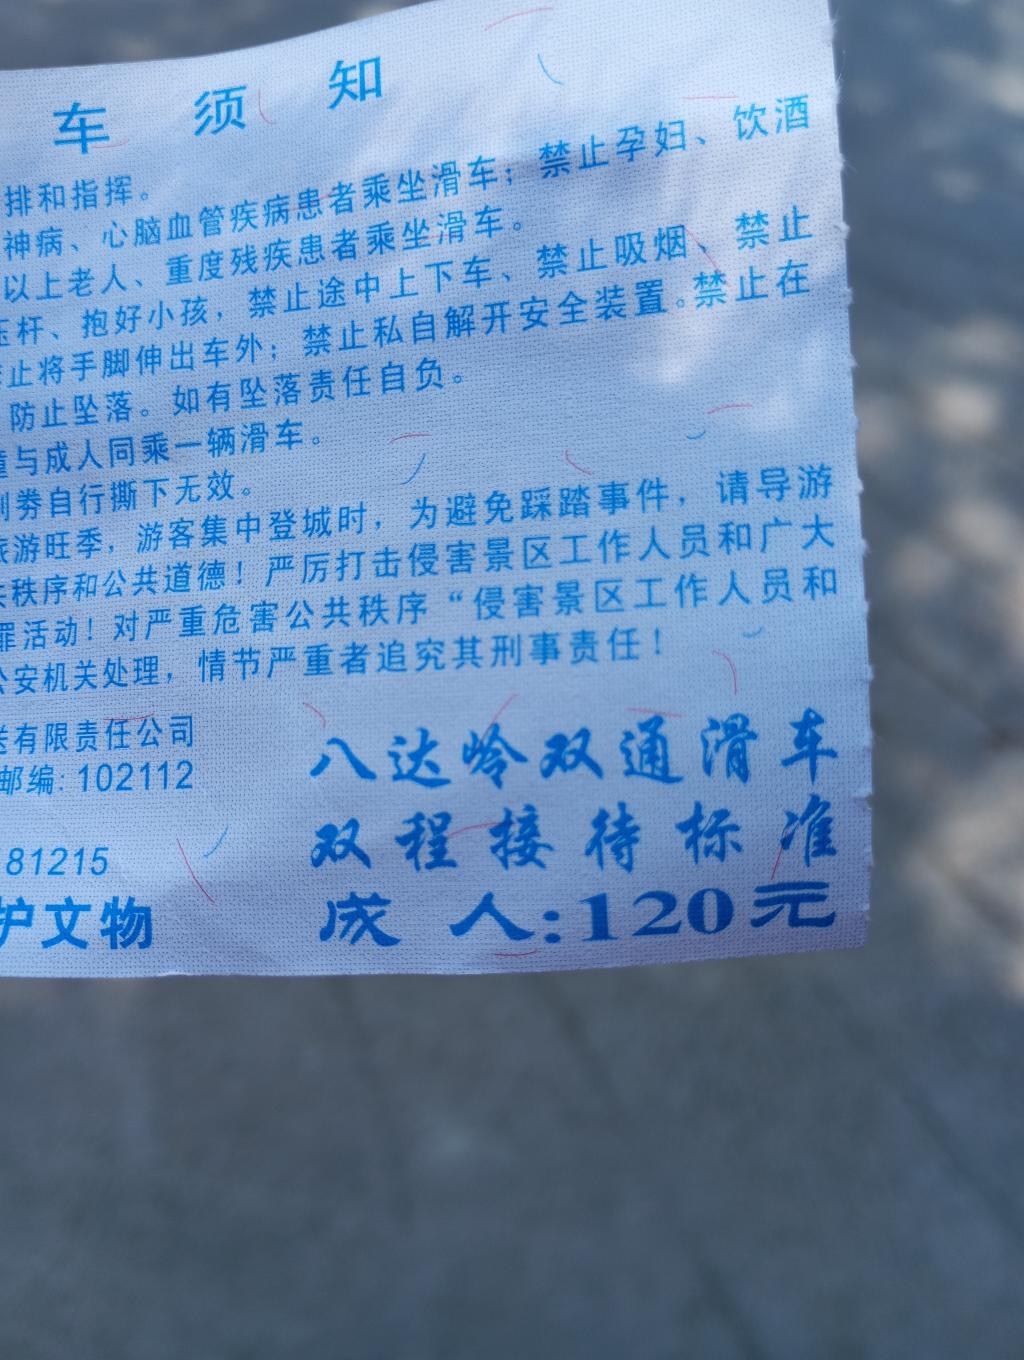 车须知
排和指挥。
神病、心脑血管疾病患者乘坐滑车；禁止孕妇、饮酒
以上老人、重度残疾患者乘坐滑车。
压杆、抱好小孩，禁止途中上下车、禁止吸烟、禁止
禁止将手脚伸出车外；禁止私自解开安全装置。禁止在
防止坠落。如有坠落责任自负。
童与成人同乘一辆滑车。
副券自行撕下无效。
旅游旺季，游客集中登城时，为避免踩踏事件，请导游
共秩序和公共道德！严厉打击侵害景区工作人员和广大
罪活动！对严重危害公共秩序“侵害景区工作人员和
公安机关处理，情节严重者追究其刑事责任！
送有限责任公司
邮编: 102112
81215
护文物
八达岭双通滑车
双程接待标准
成人:120元